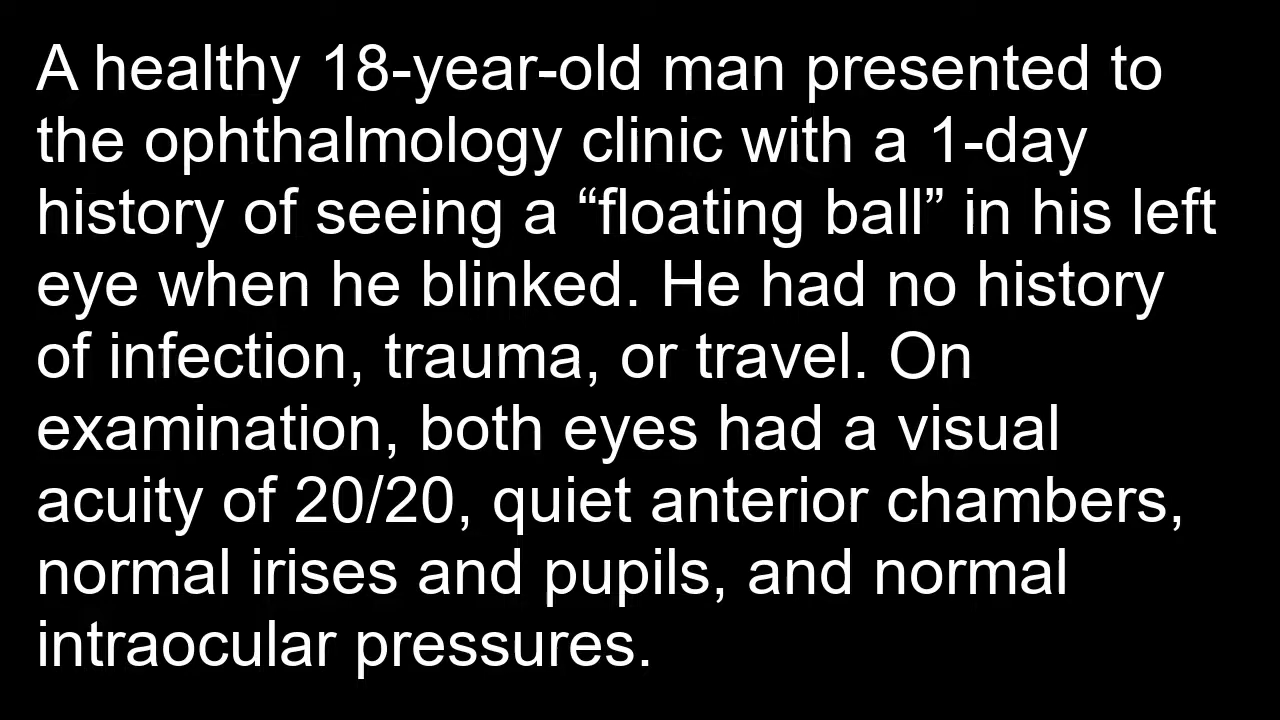 A healthy 18-year-old man presented to
the ophthalmology clinic with a 1-day
history of seeing a “floating ball” in his left
eye when he blinked. He had no history
of infection, trauma, or travel. On
examination, both eyes had a visual
acuity of 20/20, quiet anterior chambers,
normal irises and pupils, and normal
intraocular pressures.